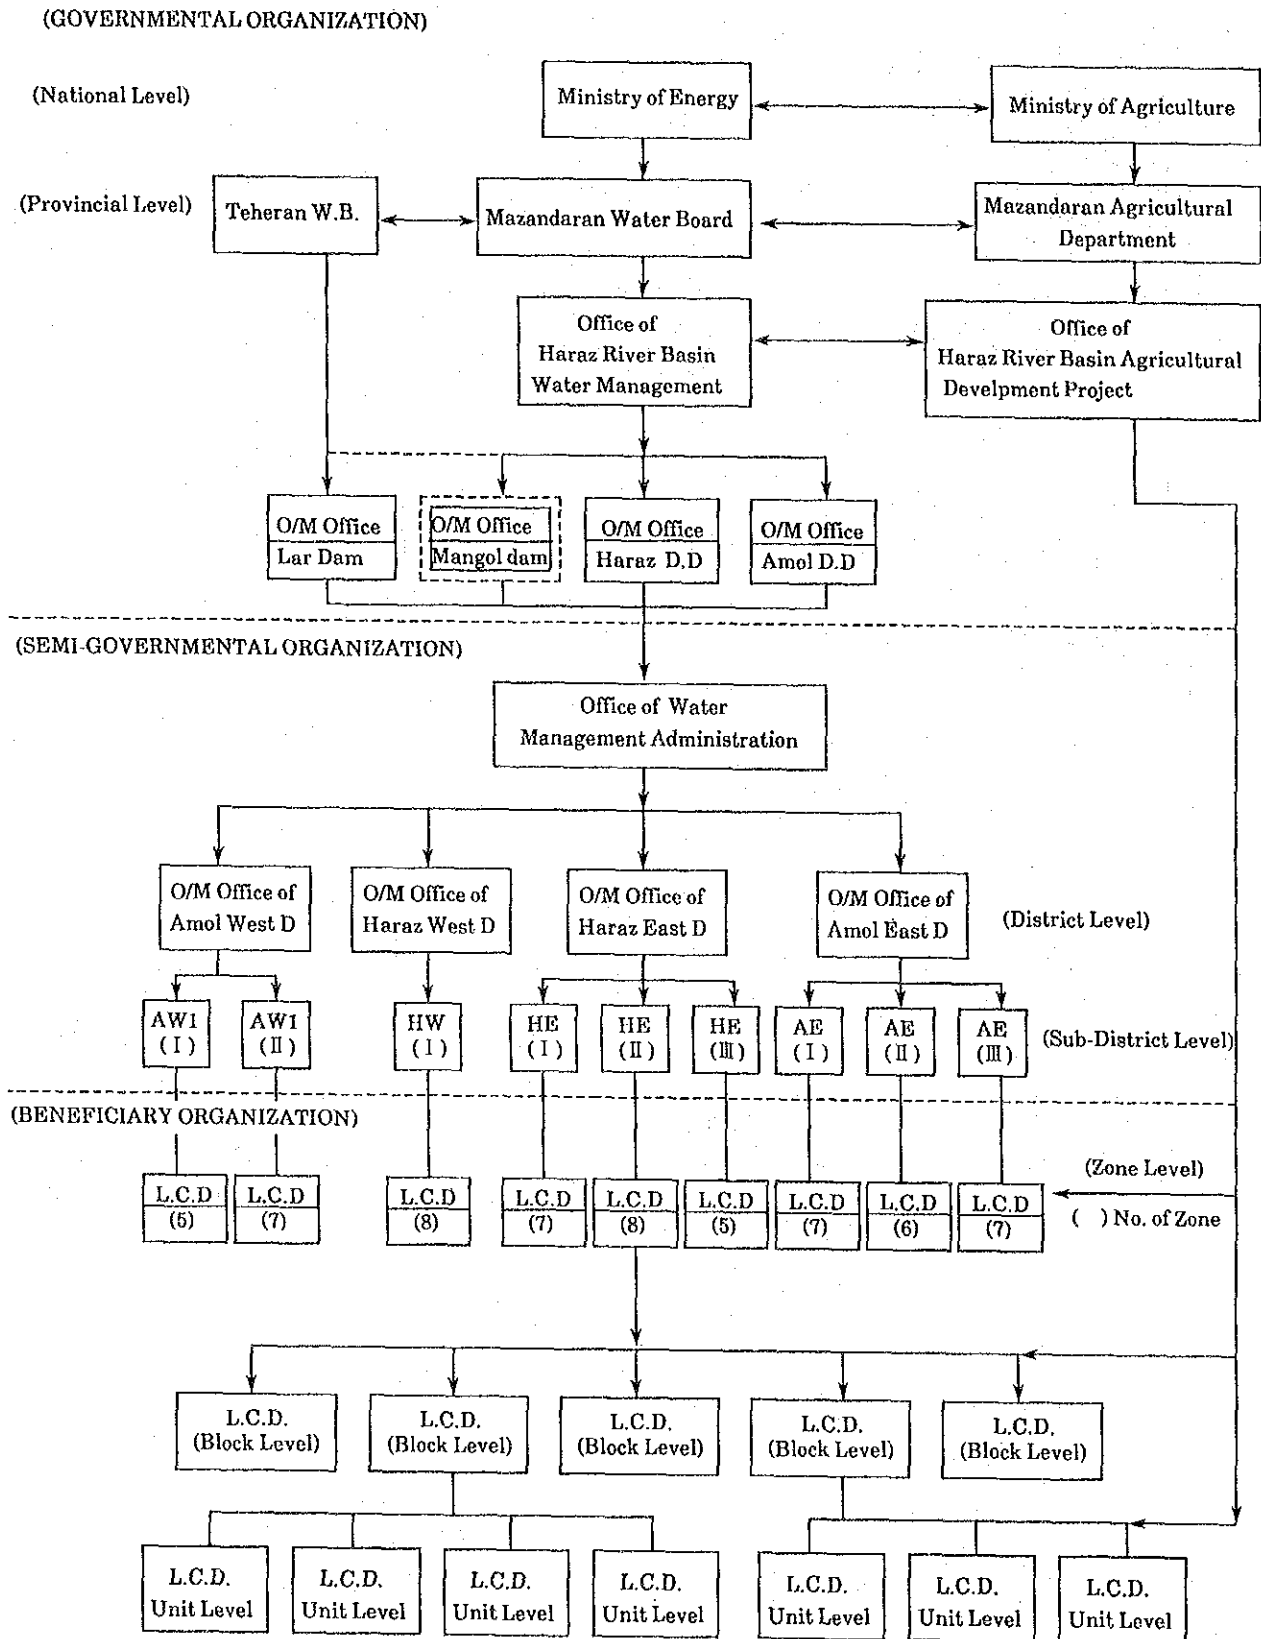 (GOVERNMENTAL ORGANIZATION)
(National Level)
Ministry of Energy
Ministry of Agriculture
(Provincial Level)
Teheran W.B.
Mazandaran Water Board
Mazandaran Agricultural
Department
Office of
Haraz River Basin
Water Management
Office of
Haraz River Basin Agricultural
Develpment Project
O/M Office
Lar Dam
O/M Office
Mangol dam
O/M Office
Haraz D.D
O/M Office
Amol D.D
(SEMI-GOVERNMENTAL ORGANIZATION)
Office of Water
Management Administration
O/M Office of
Amol West D
O/M Office of
Haraz West D
O/M Office of
Haraz East D
O/M Office of
Amol East D
(District Level)
AW1
(I)
AW1
(II)
HW
(I)
HE
(I)
HE
(II)
HE
(III)
AE
(I)
AE
(II)
AE
(III)
(Sub-District Level)
(BENEFICIARY ORGANIZATION)
L.C.D
(5)
L.C.D
(7)
L.C.D
(8)
L.C.D
(7)
L.C.D
(8)
L.C.D
(5)
L.C.D
(7)
L.C.D
(6)
L.C.D
(7)
(Zone Level)
( ) No. of Zone
L.C.D.
(Block Level)
L.C.D.
(Block Level)
L.C.D.
(Block Level)
L.C.D.
(Block Level)
L.C.D.
(Block Level)
L.C.D.
Unit Level
L.C.D.
Unit Level
L.C.D.
Unit Level
L.C.D.
Unit Level
L.C.D.
Unit Level
L.C.D.
Unit Level
L.C.D.
Unit Level